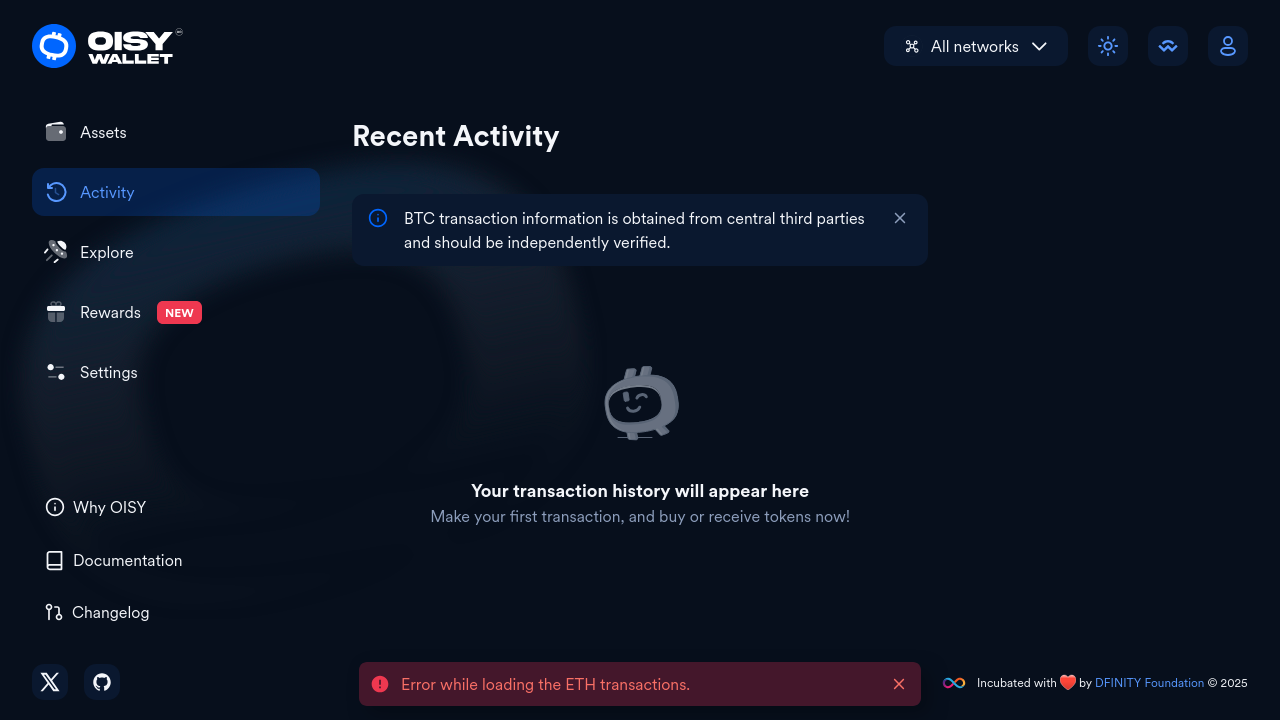 OISY
WALLET
All networks
Assets
Activity
Explore
Rewards NEW
Settings
Why OISY
Documentation
Changelog
Recent Activity
BTC transaction information is obtained from central third parties
and should be independently verified.
Your transaction history will appear here
Make your first transaction, and buy or receive tokens now!
Error while loading the ETH transactions.
Incubated with ❤️ by DFINITY Foundation © 2025